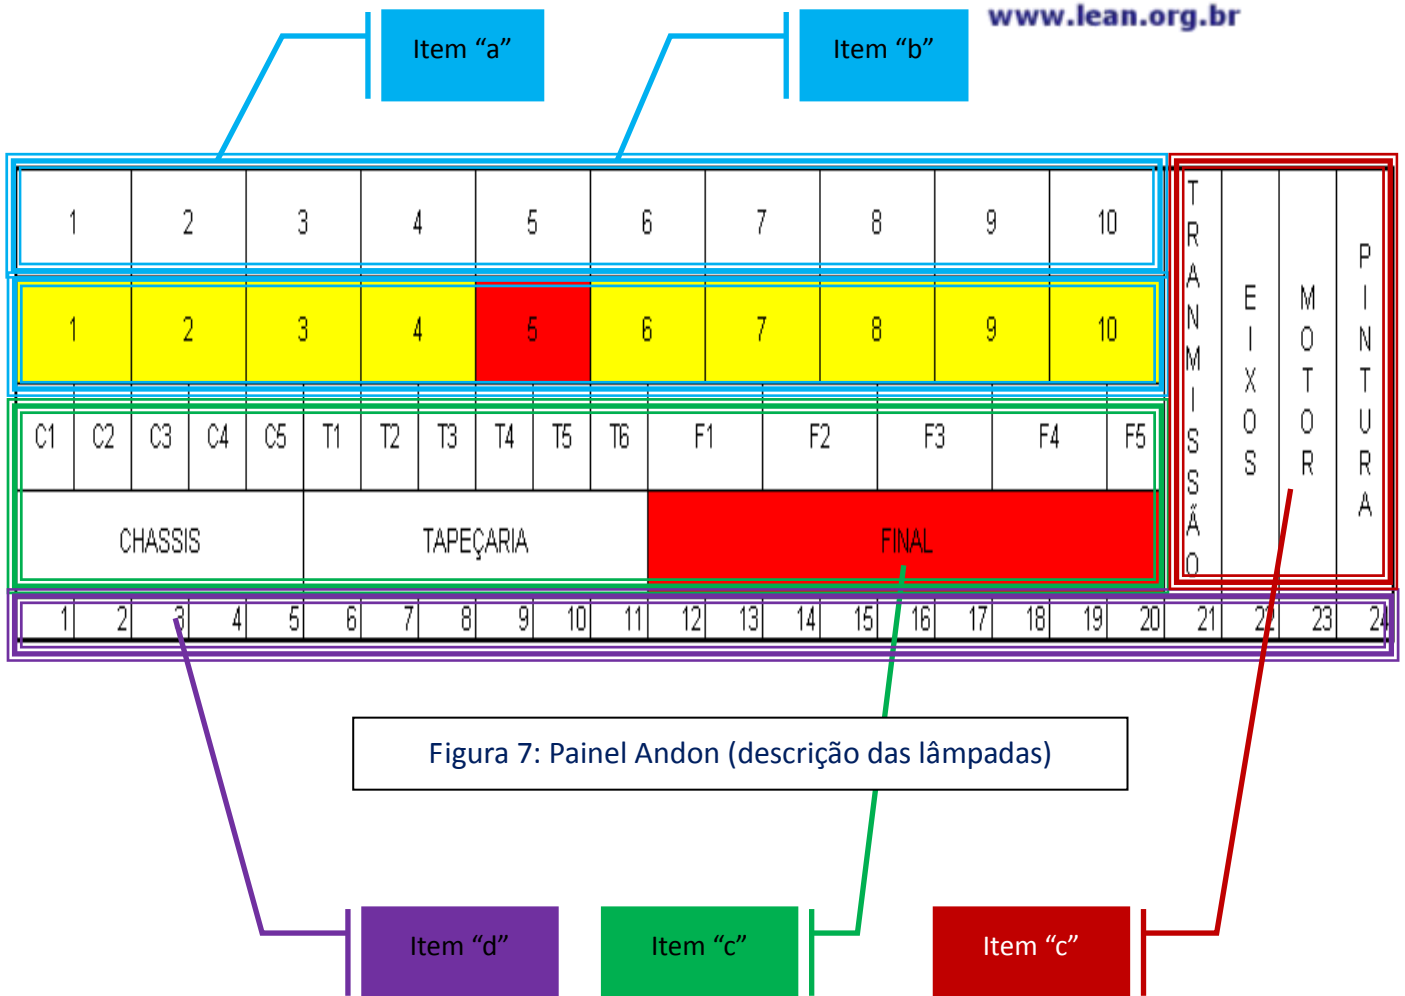 www.lean.org.br
Item “a”
Item “b”
1 2 3 4 5 6 7 8 9 10
1 2 3 4 5 6 7 8 9 10
C1 C2 C3 C4 C5 T1 T2 T3 T4 T5 T6 F1 F2 F3 F4 F5
CHASSIS TAPEÇARIA FINAL
TRANMISSÃO
EIXOS
MOTOR
PINTURA
1 2 3 4 5 6 7 8 9 10 11 12 13 14 15 16 17 18 19 20 21 22 23 24
Figura 7: Painel Andon (descrição das lâmpadas)
Item “d”
Item “c”
Item “c”